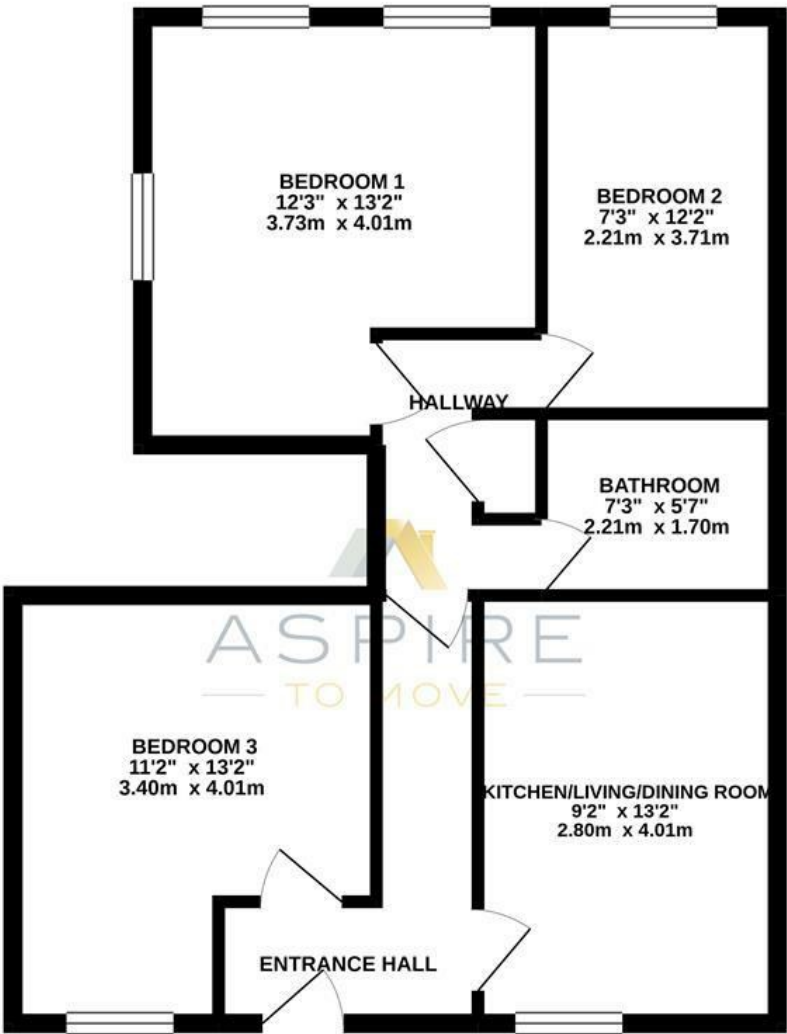 BEDROOM 1
12'3" x 13'2"
3.73m x 4.01m
BEDROOM 2
7'3" x 12'2"
2.21m x 3.71m
HALLWAY
BATHROOM
7'3" x 5'7"
2.21m x 1.70m
ASPIRE
TO MOVE
BEDROOM 3
11'2" x 13'2"
3.40m x 4.01m
KITCHEN/LIVING/DINING ROOM
9'2" x 13'2"
2.80m x 4.01m
ENTRANCE HALL